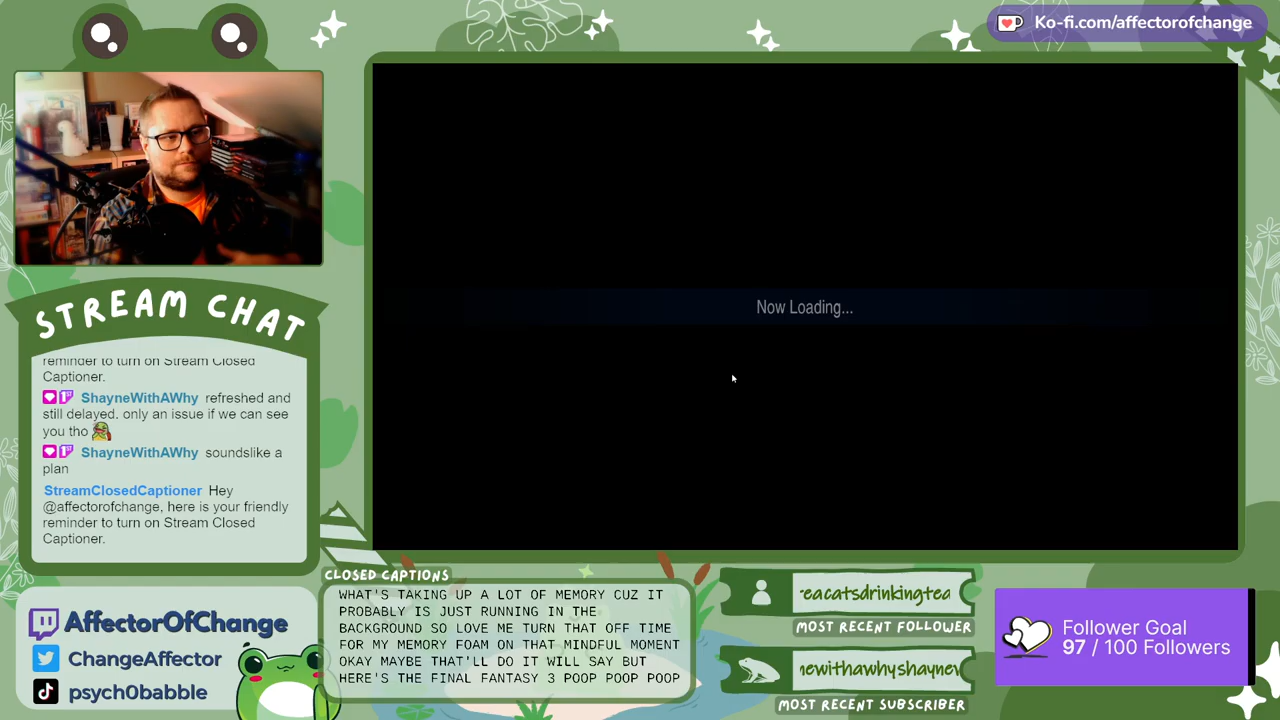 Ko-fi.com/affectorofchange
Now Loading...
STREAM CHAT
reminder to turn on Stream Closed
Captioner.
ShayneWithAWhy refreshed and
still delayed. only an issue if we can see
you tho
ShayneWithAWhy soundslike a
plan
StreamClosedCaptioner Hey
@affectorofchange, here is your friendly
reminder to turn on Stream Closed
Captioner.
AffectorOfChange
ChangeAffector
psych0babble
CLOSED CAPTIONS
WHAT'S TAKING UP A LOT OF MEMORY CUZ IT
PROBABLY IS JUST RUNNING IN THE
BACKGROUND SO LOVE ME TURN THAT OFF TIME
FOR MY MEMORY FOAM ON THAT MINDFUL MOMENT
OKAY MAYBE THAT'LL DO IT WILL SAY BUT
HERE'S THE FINAL FANTASY 3 POOP POOP POOP
eacatsdrinkingtea
MOST RECENT FOLLOWER
ewithawhyshayne
MOST RECENT SUBSCRIBER
Follower Goal
97 / 100 Followers